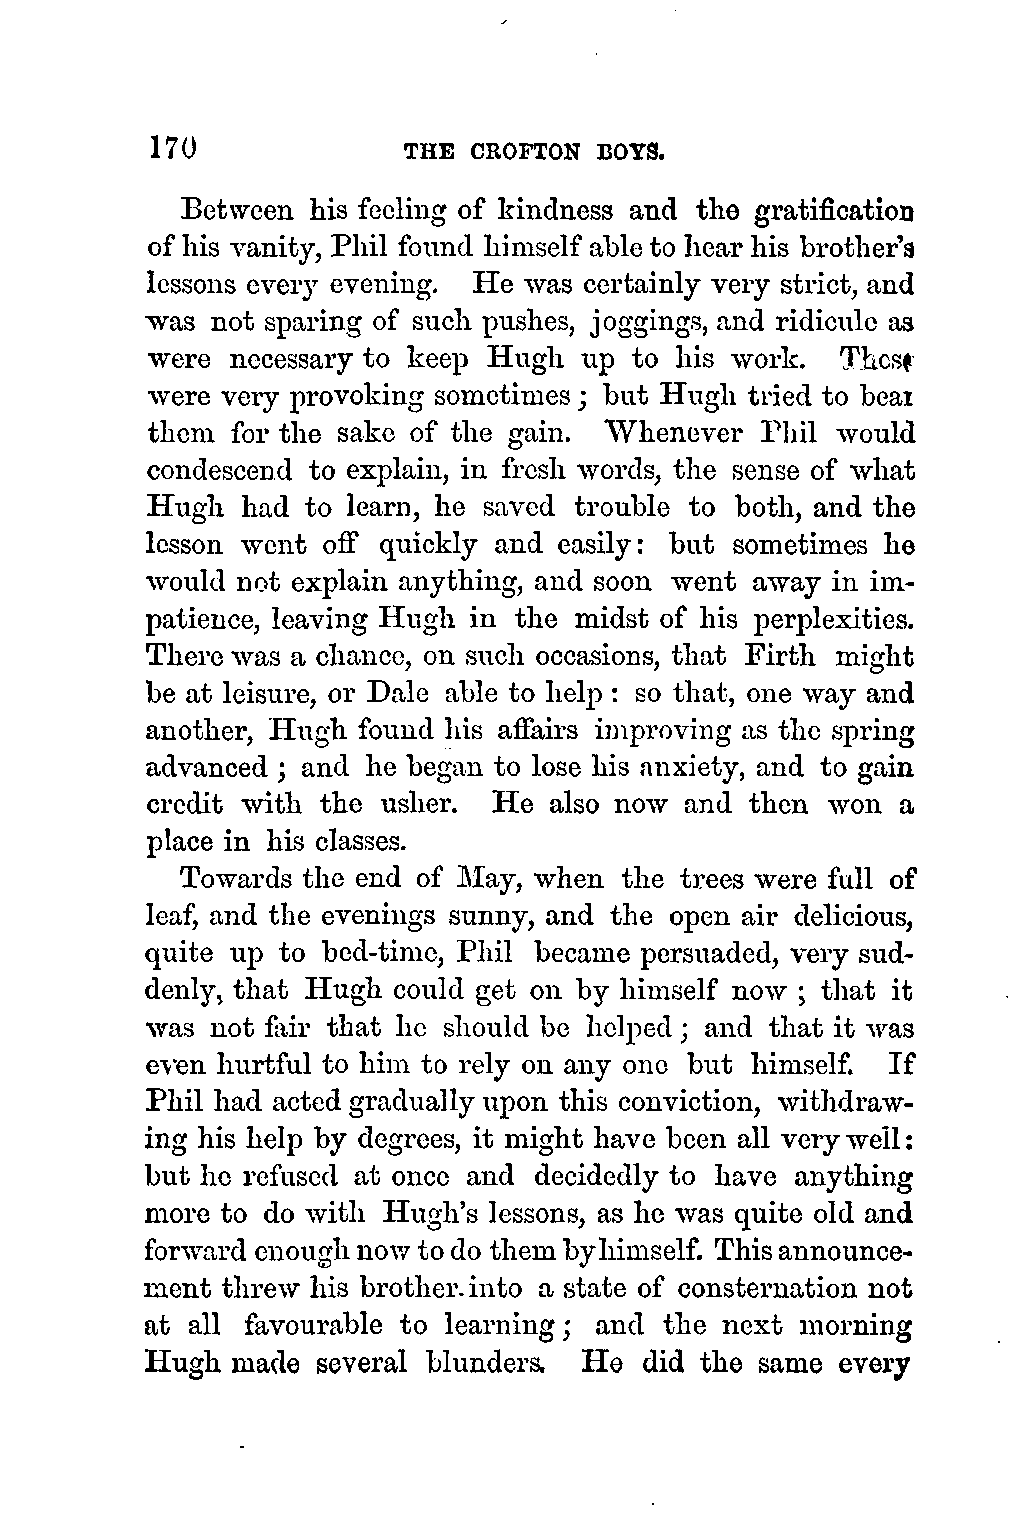 170 THE CROFTON BOYS.
Between his feeling of kindness and the gratification
of his vanity, Phil found himself able to hear his brother's
lessons every evening. He was certainly very strict, and
was not sparing of such pushes, joggings, and ridicule as
were necessary to keep Hugh up to his work. These
were very provoking sometimes; but Hugh tried to bear
them for the sake of the gain. Whenever Phil would
condescend to explain, in fresh words, the sense of what
Hugh had to learn, he saved trouble to both, and the
lesson went off quickly and easily: but sometimes he
would not explain anything, and soon went away in im-
patience, leaving Hugh in the midst of his perplexities.
There was a chance, on such occasions, that Firth might
be at leisure, or Dale able to help: so that, one way and
another, Hugh found his affairs improving as the spring
advanced; and he began to lose his anxiety, and to gain
credit with the usher. He also now and then won a
place in his classes.
Towards the end of May, when the trees were full of
leaf, and the evenings sunny, and the open air delicious,
quite up to bed-time, Phil became persuaded, very sud-
denly, that Hugh could get on by himself now; that it
was not fair that he should be helped; and that it was
even hurtful to him to rely on any one but himself. If
Phil had acted gradually upon this conviction, withdraw-
ing his help by degrees, it might have been all very well:
but he refused at once and decidedly to have anything
more to do with Hugh's lessons, as he was quite old and
forward enough now to do them by himself. This announce-
ment threw his brother into a state of consternation not
at all favourable to learning; and the next morning
Hugh made several blunders. He did the same every